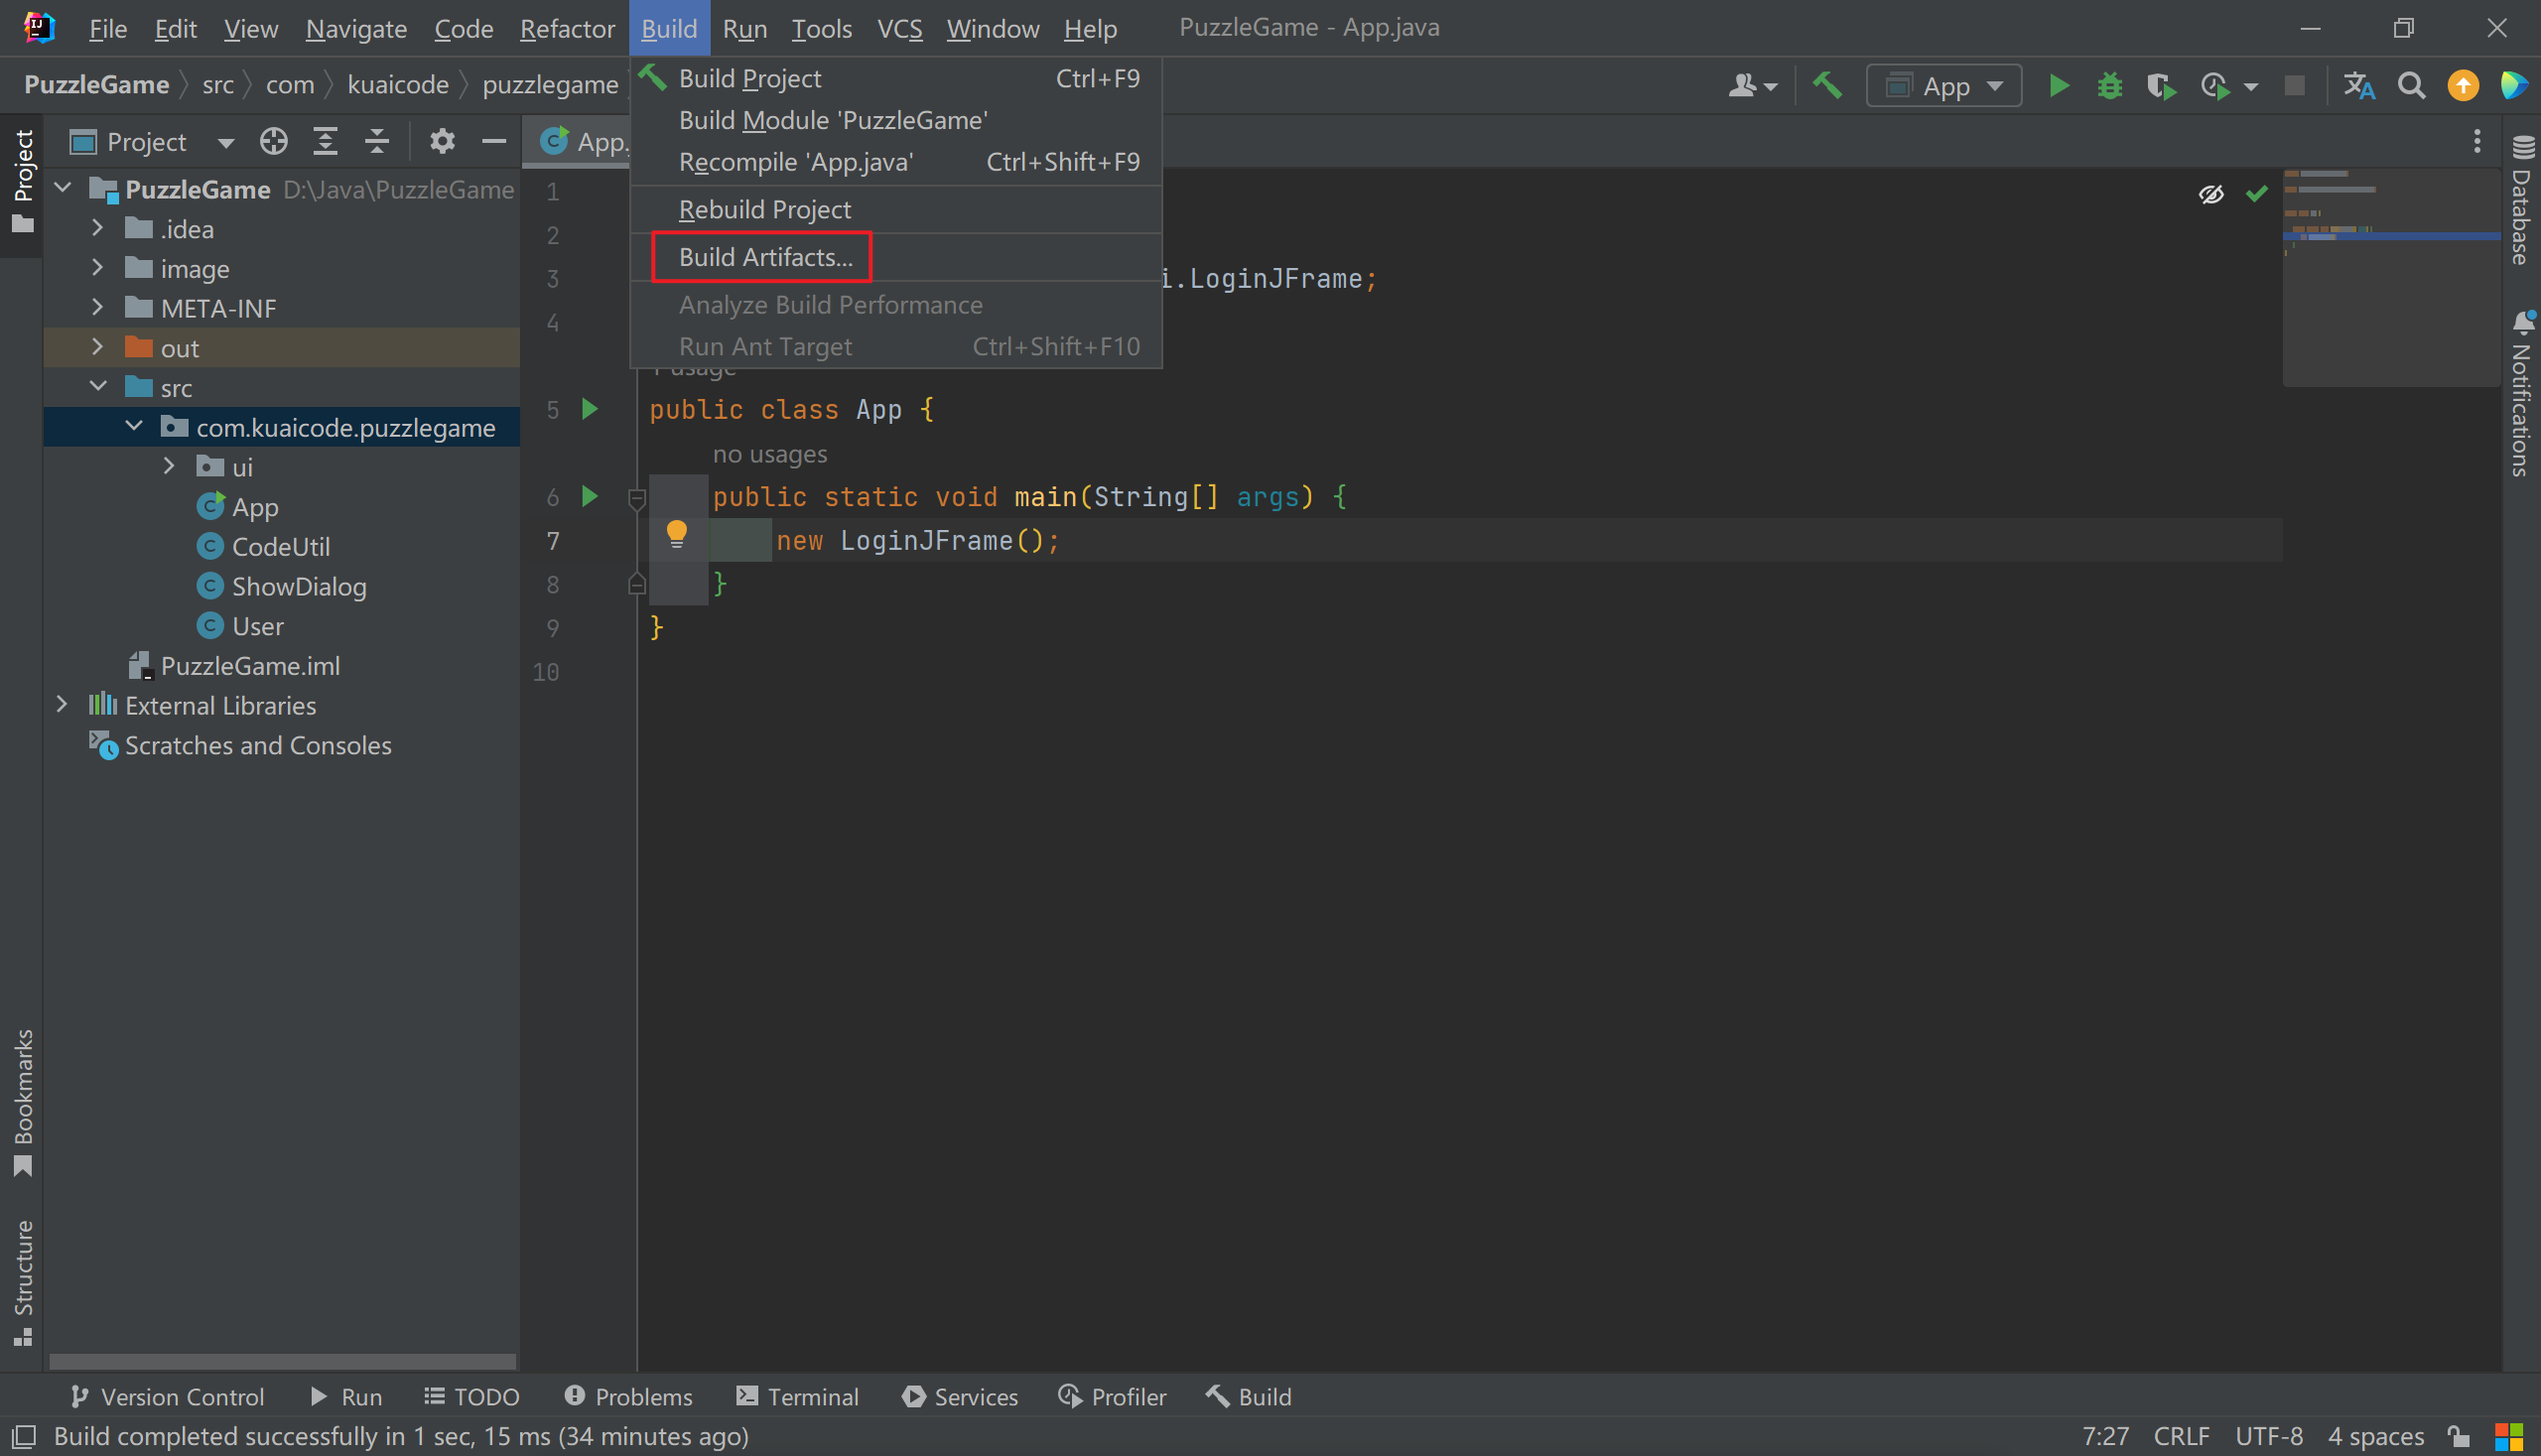 File Edit View Navigate Code Refactor Build Run Tools VCS Window Help PuzzleGame - App.java
PuzzleGame src com kuaicode puzzlegame
App
Build Project Ctrl+F9
Build Module 'PuzzleGame'
Recompile 'App.java' Ctrl+Shift+F9
Rebuild Project
Build Artifacts...
Analyze Build Performance
Run Ant Target Ctrl+Shift+F10
Project
Project
App.
PuzzleGame D:\Java\PuzzleGame
.idea
image
META-INF
out
src
com.kuaicode.puzzlegame
ui
App
CodeUtil
ShowDialog
User
PuzzleGame.iml
External Libraries
Scratches and Consoles
1
2
3 i.LoginJFrame;
4
usage
5 public class App {
no usages
6 public static void main(String[] args) {
7 new LoginJFrame();
8 }
9 }
10
Database
Notifications
Bookmarks
Structure
Version Control Run TODO Problems Terminal Services Profiler Build
Build completed successfully in 1 sec, 15 ms (34 minutes ago) 7:27 CRLF UTF-8 4 spaces